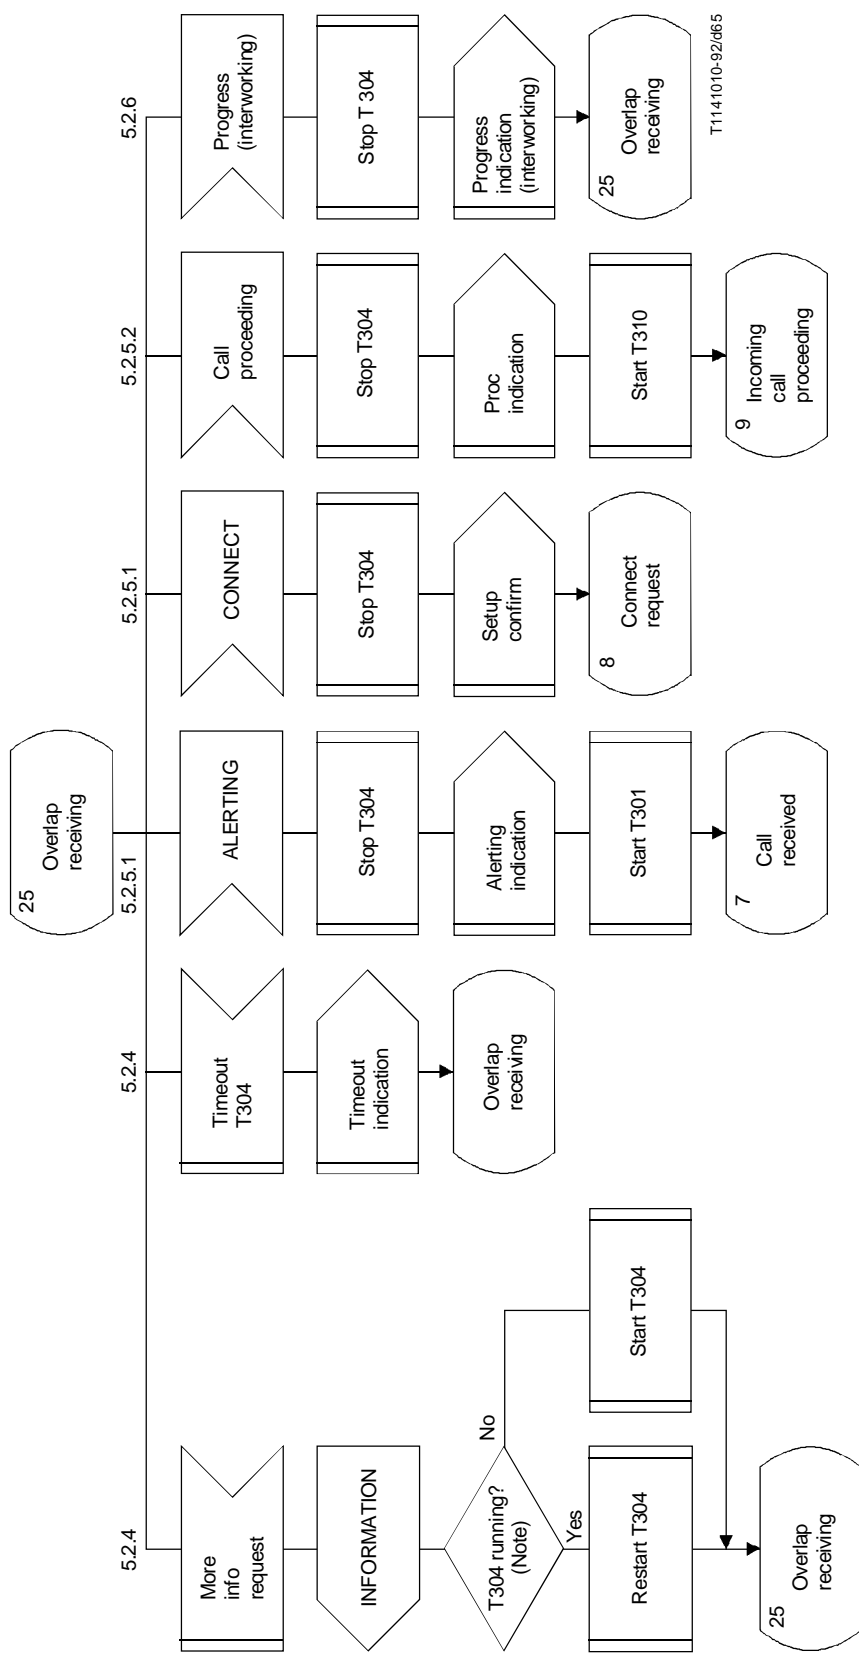 25
Overlap
receiving
5.2.4
5.2.4
5.2.5.1
5.2.5.1
5.2.5.2
5.2.6
More
info
request
INFORMATION
T304 running?
(Note)
No
Yes
Restart T304
Start T304
25
Overlap
receiving
Timeout
T304
Timeout
indication
Overlap
receiving
ALERTING
Stop T304
Alerting
indication
Start T301
7
Call
received
CONNECT
Stop T304
Setup
confirm
8
Connect
request
Call
proceeding
Stop T304
Proc
indication
Start T310
9
Incoming
call
proceeding
Progress
(interworking)
Stop T 304
Progress
indication
(interworking)
25
Overlap
receiving
T1141010-92/d65